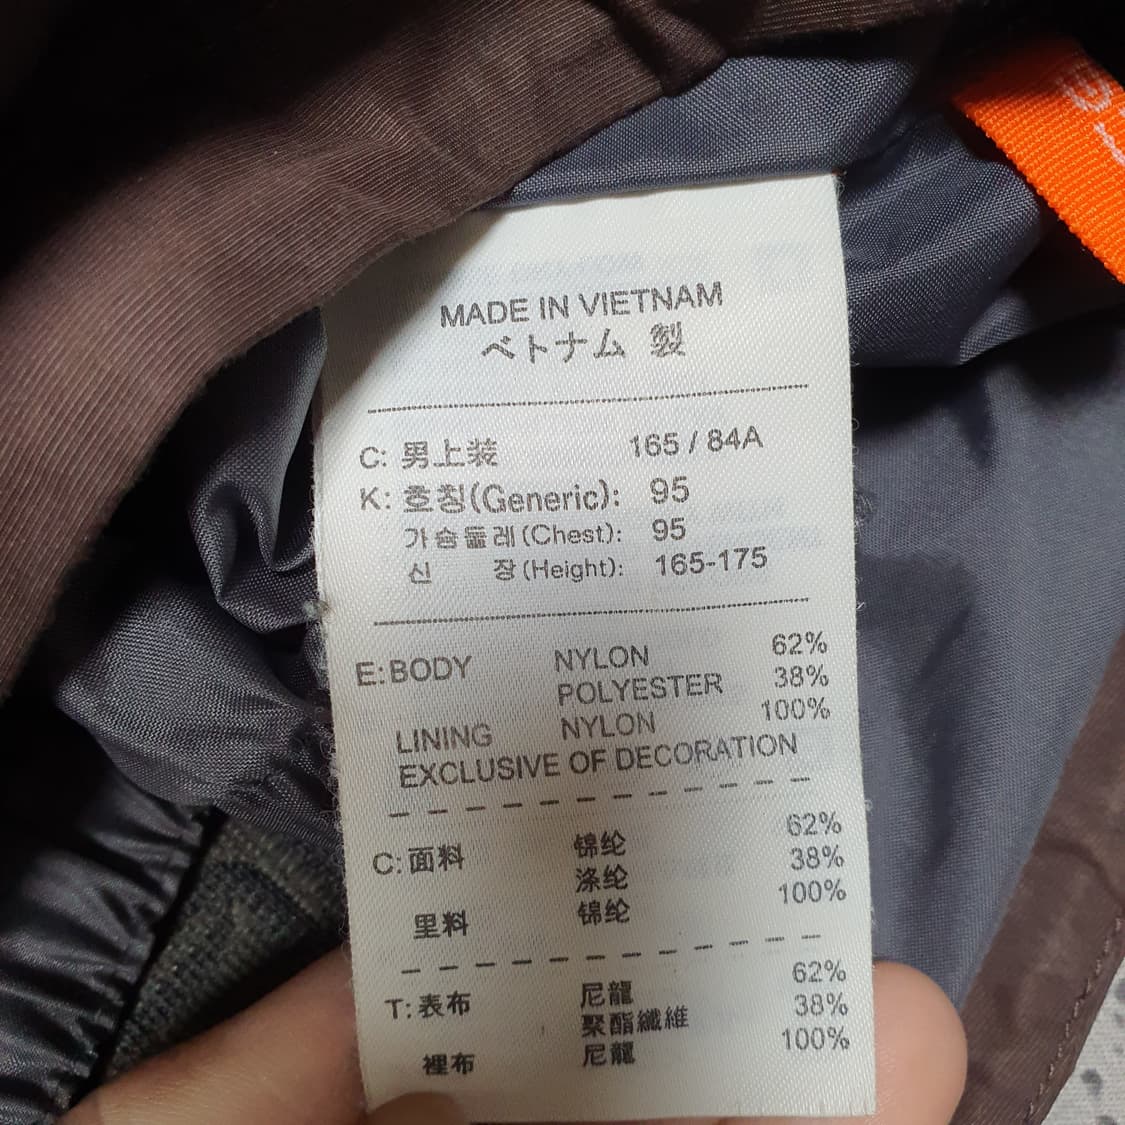 MADE IN VIETNAM
ベトナム 製
C: 男上装 165 / 84A
K: 호칭(Generic): 95
가슴둘레(Chest): 95
신 장(Height): 165-175
E: BODY NYLON 62%
POLYESTER 38%
LINING NYLON 100%
EXCLUSIVE OF DECORATION
C: 面料 锦纶 62%
涤纶 38%
里料 锦纶 100%
T: 表布 尼龍 62%
聚酯纖維 38%
裡布 尼龍 100%